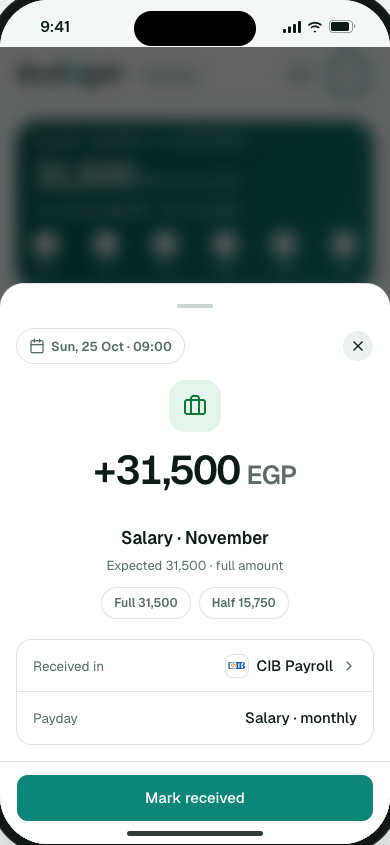 9:41
Sun, 25 Oct · 09:00
+31,500 EGP
Salary · November
Expected 31,500 · full amount
Full 31,500
Half 15,750
Received in
CIB Payroll
Payday
Salary · monthly
Mark received